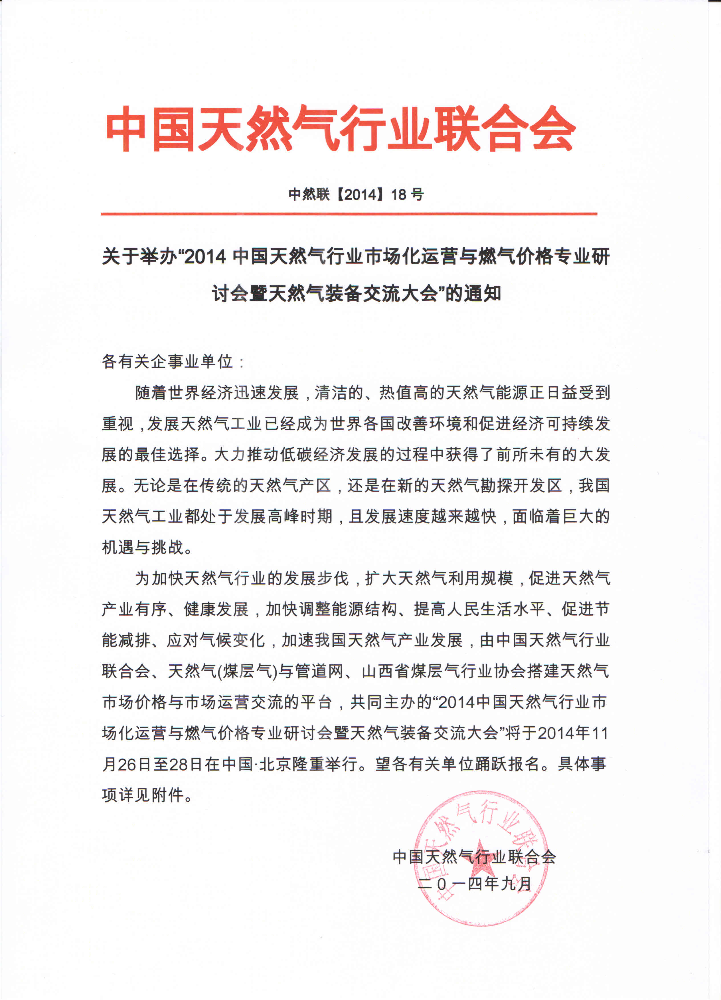 中国天然气行业联合会
中然联【2014】18 号
关于举办“2014 中国天然气行业市场化运营与燃气价格专业研
讨会暨天然气装备交流大会”的通知
各有关企事业单位：
随着世界经济迅速发展，清洁的、热值高的天然气能源正日益受到
重视，发展天然气工业已经成为世界各国改善环境和促进经济可持续发
展的最佳选择。大力推动低碳经济发展的过程中获得了前所未有的大发
展。无论是在传统的天然气产区，还是在新的天然气勘探开发区，我国
天然气工业都处于发展高峰时期，且发展速度越来越快，面临着巨大的
机遇与挑战。
为加快天然气行业的发展步伐，扩大天然气利用规模，促进天然气
产业有序、健康发展，加快调整能源结构、提高人民生活水平、促进节
能减排、应对气候变化，加速我国天然气产业发展，由中国天然气行业
联合会、天然气(煤层气)与管道网、山西省煤层气行业协会搭建天然气
市场价格与市场运营交流的平台，共同主办的“2014中国天然气行业市
场化运营与燃气价格专业研讨会暨天然气装备交流大会”将于2014年11
月26日至28日在中国·北京隆重举行。望各有关单位踊跃报名。具体事
项详见附件。
中国天然气行业联合会
中国天然气行业联合会
二0一四年九月